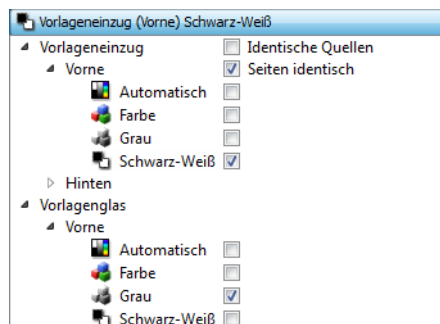 Vorlageneinzug (Vorne) Schwarz-Weiß
Vorlageneinzug Identische Quellen
Vorne Seiten identisch
Automatisch
Farbe
Grau
Schwarz-Weiß
Hinten
Vorlagenglas
Vorne
Automatisch
Farbe
Grau
Schwarz-Weiß